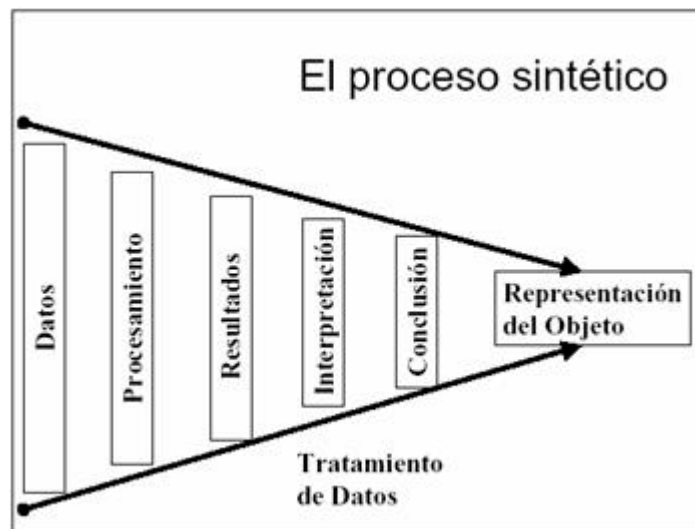 El proceso sintético
Datos
Procesamiento
Resultados
Interpretación
Conclusión
Representación
del Objeto
Tratamiento
de Datos